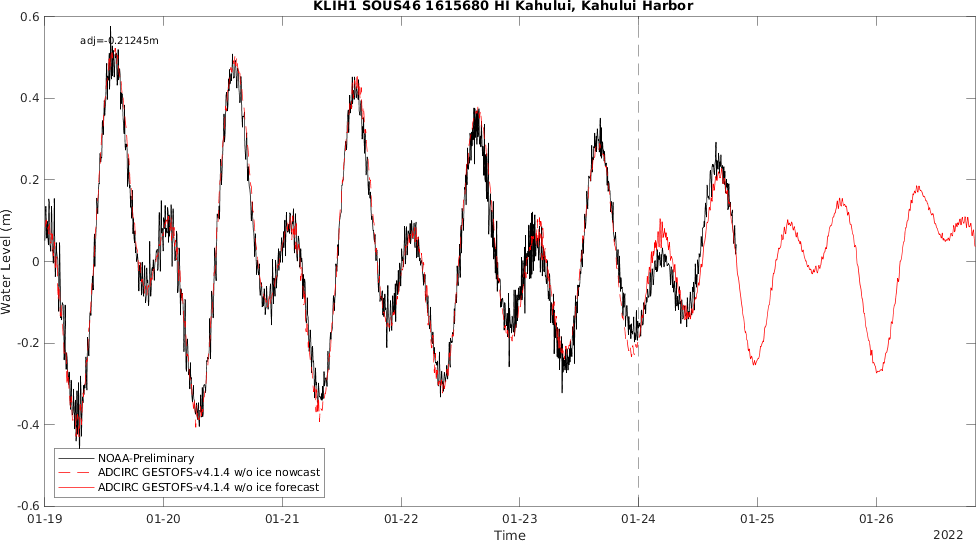 KLIH1 SOUS46 1615680 HI Kahului, Kahului Harbor
adj=-0.21245m
0.6
0.4
0.2
0
-0.2
-0.4
-0.6
Water Level (m)
NOAA-Preliminary
ADCIRC GESTOFS-v4.1.4 w/o ice nowcast
ADCIRC GESTOFS-v4.1.4 w/o ice forecast
01-19 01-20 01-21 01-22 01-23 01-24 01-25 01-26
Time
2022